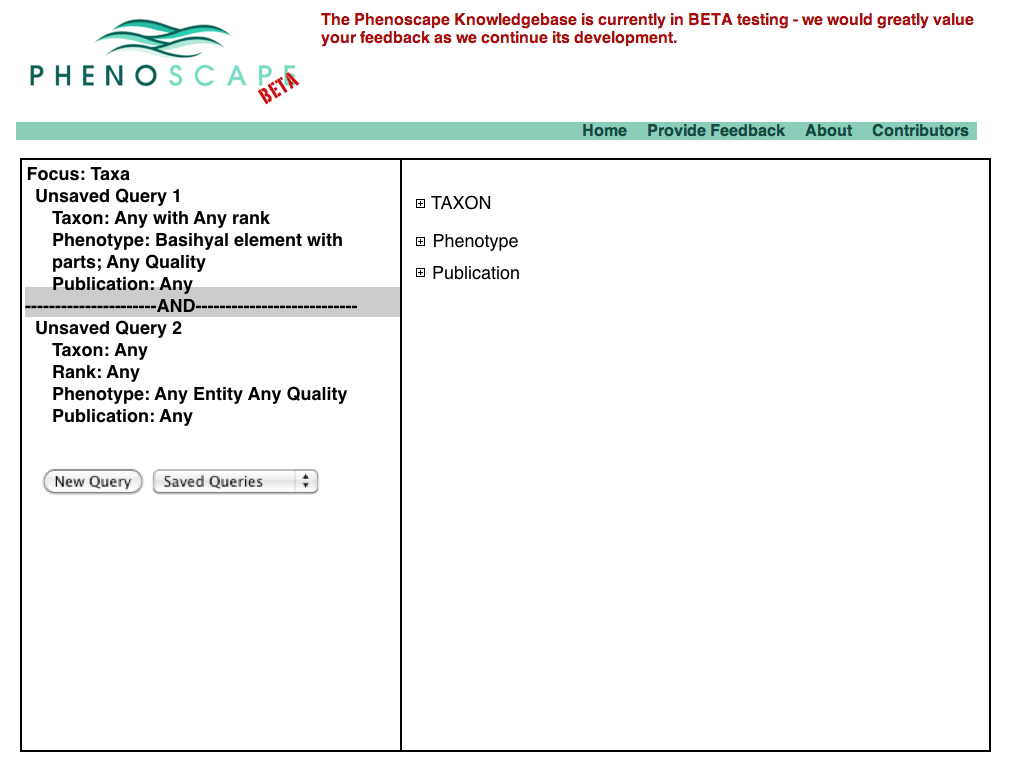 PHENOSCAPE
BETA
The Phenoscape Knowledgebase is currently in BETA testing - we would greatly value
your feedback as we continue its development.
Home Provide Feedback About Contributors
Focus: Taxa
Unsaved Query 1
Taxon: Any with Any rank
Phenotype: Basihyal element with
parts; Any Quality
Publication: Any
----------------------AND---------------------------
Unsaved Query 2
Taxon: Any
Rank: Any
Phenotype: Any Entity Any Quality
Publication: Any
New Query Saved Queries
TAXON
Phenotype
Publication